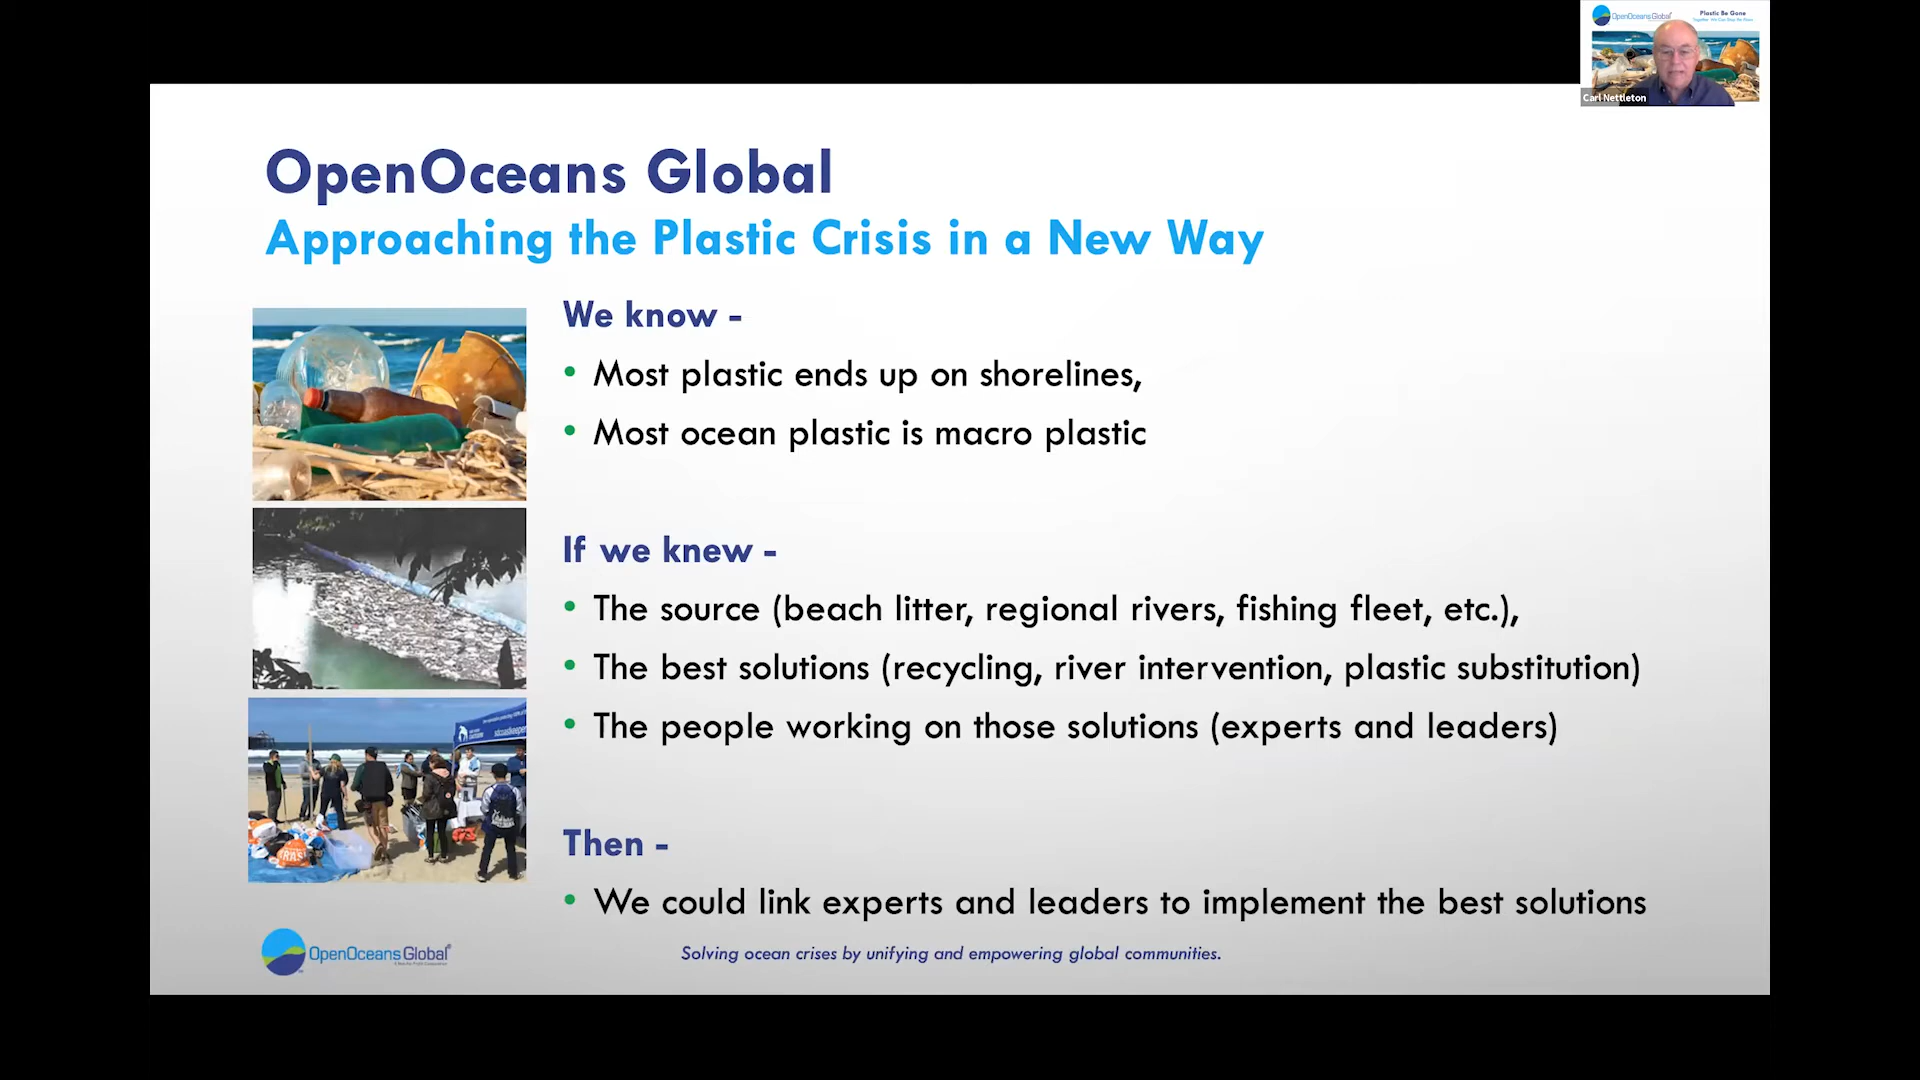 OpenOceans Global
Plastic Be Gone
Carl Nettleton
OpenOceans Global
Approaching the Plastic Crisis in a New Way
We know -
• Most plastic ends up on shorelines,
• Most ocean plastic is macro plastic
If we knew -
• The source (beach litter, regional rivers, fishing fleet, etc.),
• The best solutions (recycling, river intervention, plastic substitution)
• The people working on those solutions (experts and leaders)
Then -
• We could link experts and leaders to implement the best solutions
OpenOceansGlobal®
Solving ocean crises by unifying and empowering global communities.